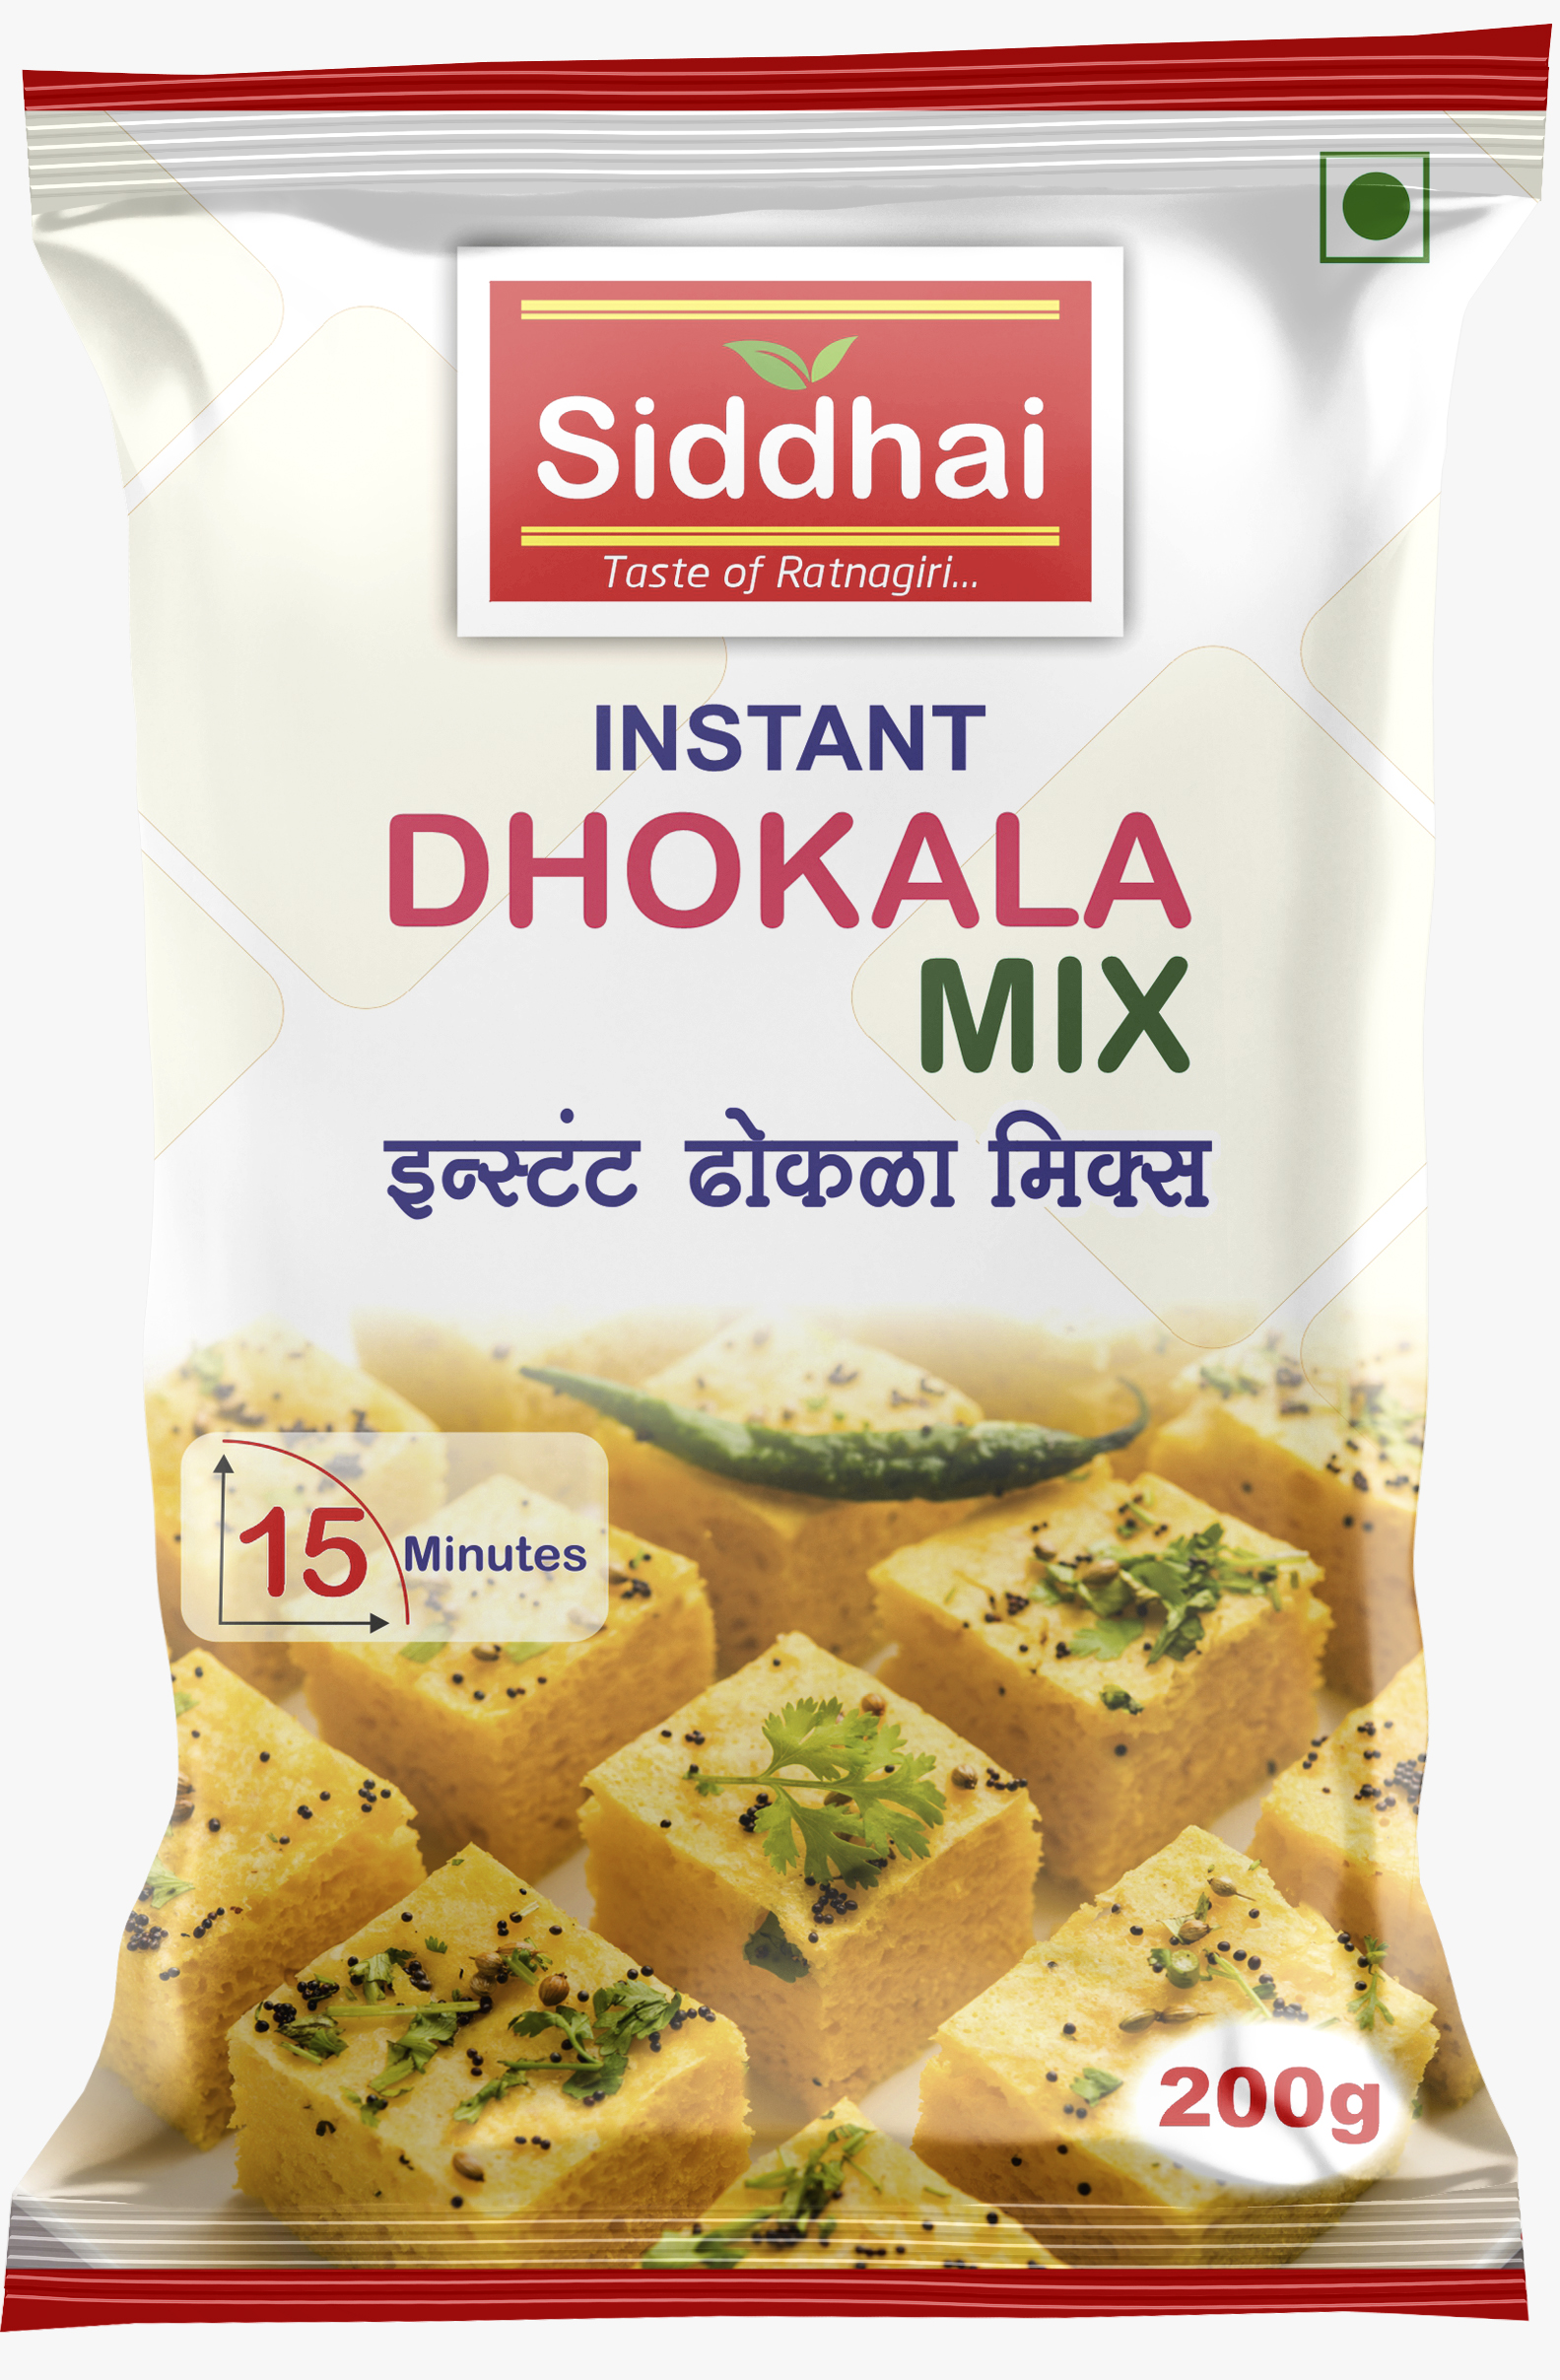 Siddhai
Taste of Ratnagiri...
INSTANT
DHOKALA
MIX
इन्स्टंट ढोकळा मिक्स
15 Minutes
200g